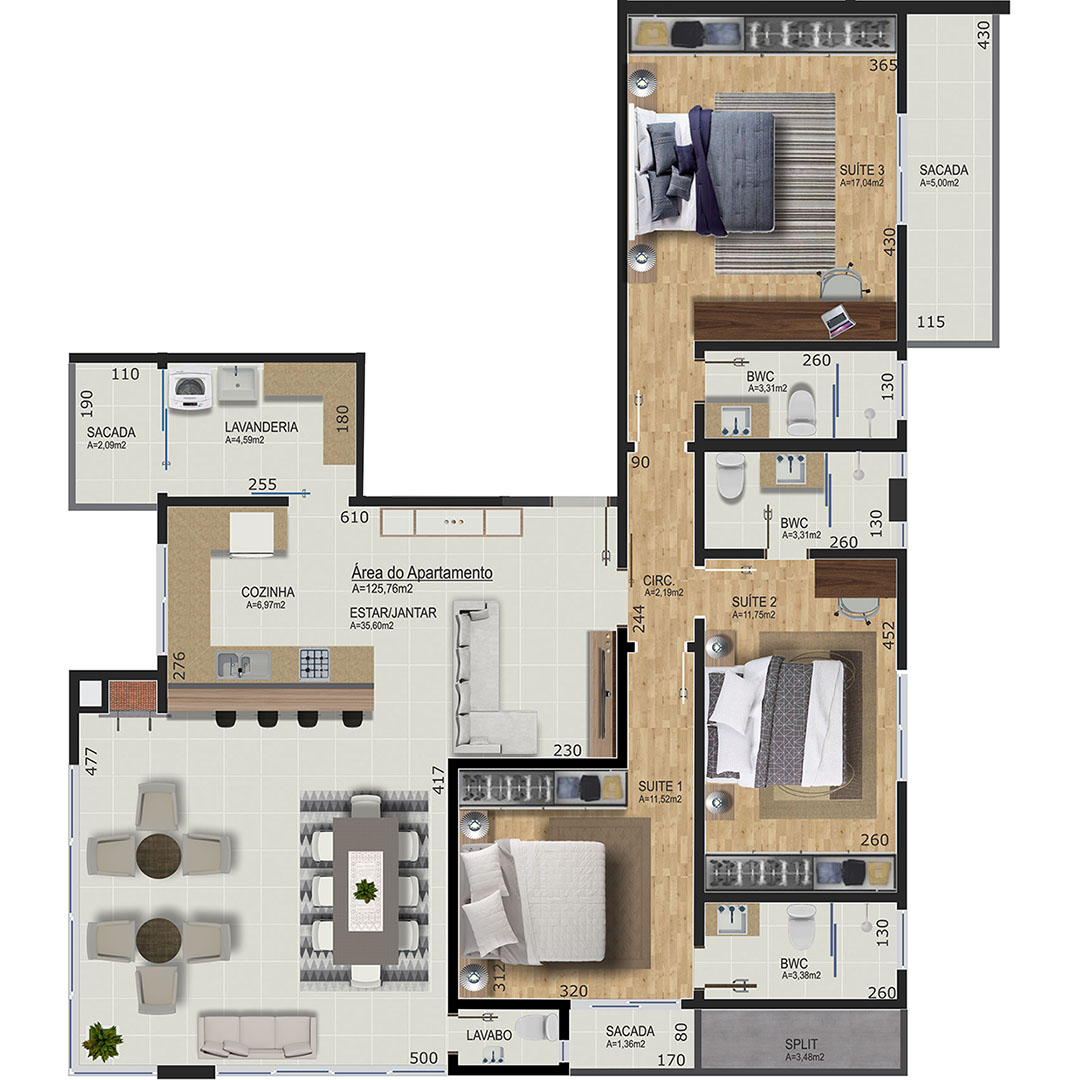 430
365
SUÍTE 3
A=17,04m2
SACADA
A=5,00m2
430
115
260
BWC
A=3,31m2
130
110
190
SACADA
A=2,09m2
LAVANDERIA
A=4,59m2
180
255
90
610
BWC
A=3,31m2
260
130
COZINHA
A=6,97m2
Área do Apartamento
A=125,76m2
ESTAR/JANTAR
A=35,60m2
CIRC.
A=2,19m2
244
SUÍTE 2
A=11,75m2
452
276
230
477
417
SUITE 1
A=11,52m2
260
312
320
BWC
A=3,38m2
130
260
LAVABO
500
SACADA
A=1,36m2
80
170
SPLIT
A=3,48m2